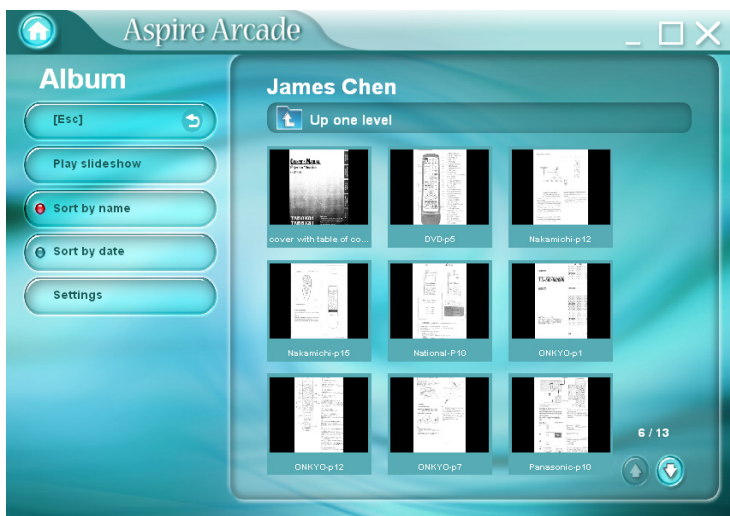 Aspire Arcade
Album
[Esc]
Play slideshow
Sort by name
Sort by date
Settings
James Chen
Up one level
cover with table of co...
DVD-p5
Nakamichi-p12
Nakamichi-p15
National-P10
ONKYO-p1
ONKYO-p12
ONKYO-p7
Panasonic-p10
6 / 13